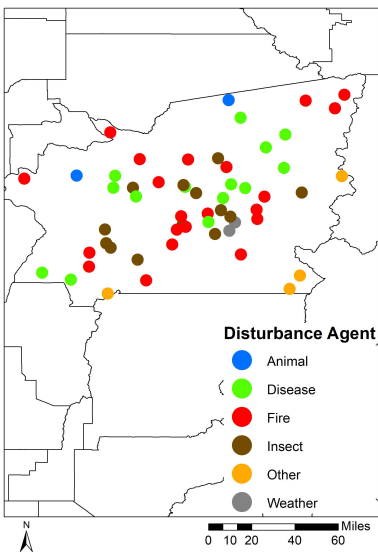 Disturbance Agent
Animal
Disease
Fire
Insect
Other
Weather
N
Miles
0 10 20 40 60